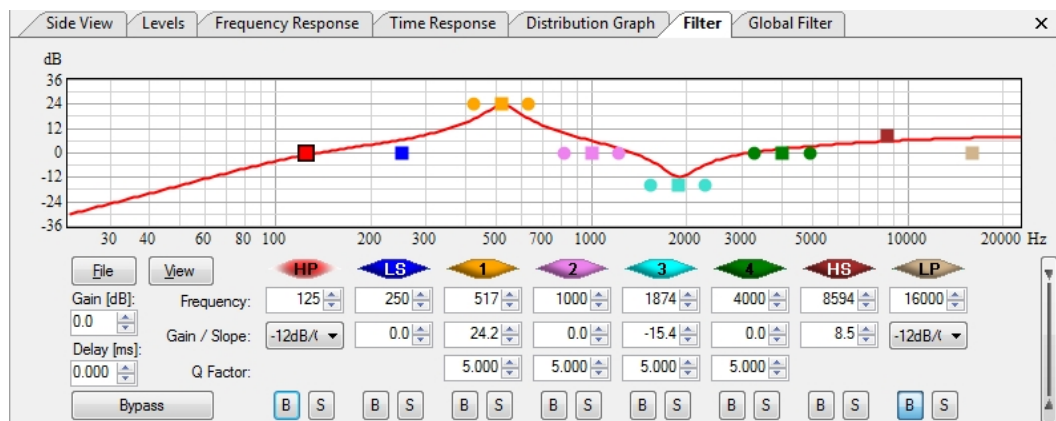 Side View Levels Frequency Response Time Response Distribution Graph Filter Global Filter
dB
36
24
12
0
-12
-24
-36
30 40 60 80 100 200 300 500 700 1000 2000 3000 5000 10000 20000 Hz
File View HP LS 1 2 3 4 HS LP
Gain [dB]: Frequency: 125 250 517 1000 1874 4000 8594 16000
0.0 Gain / Slope: -12dB/( 0.0 24.2 0.0 -15.4 0.0 8.5 -12dB/(
Delay [ms]:
0.000 Q Factor: 5.000 5.000 5.000 5.000
Bypass B S B S B S B S B S B S B S B S